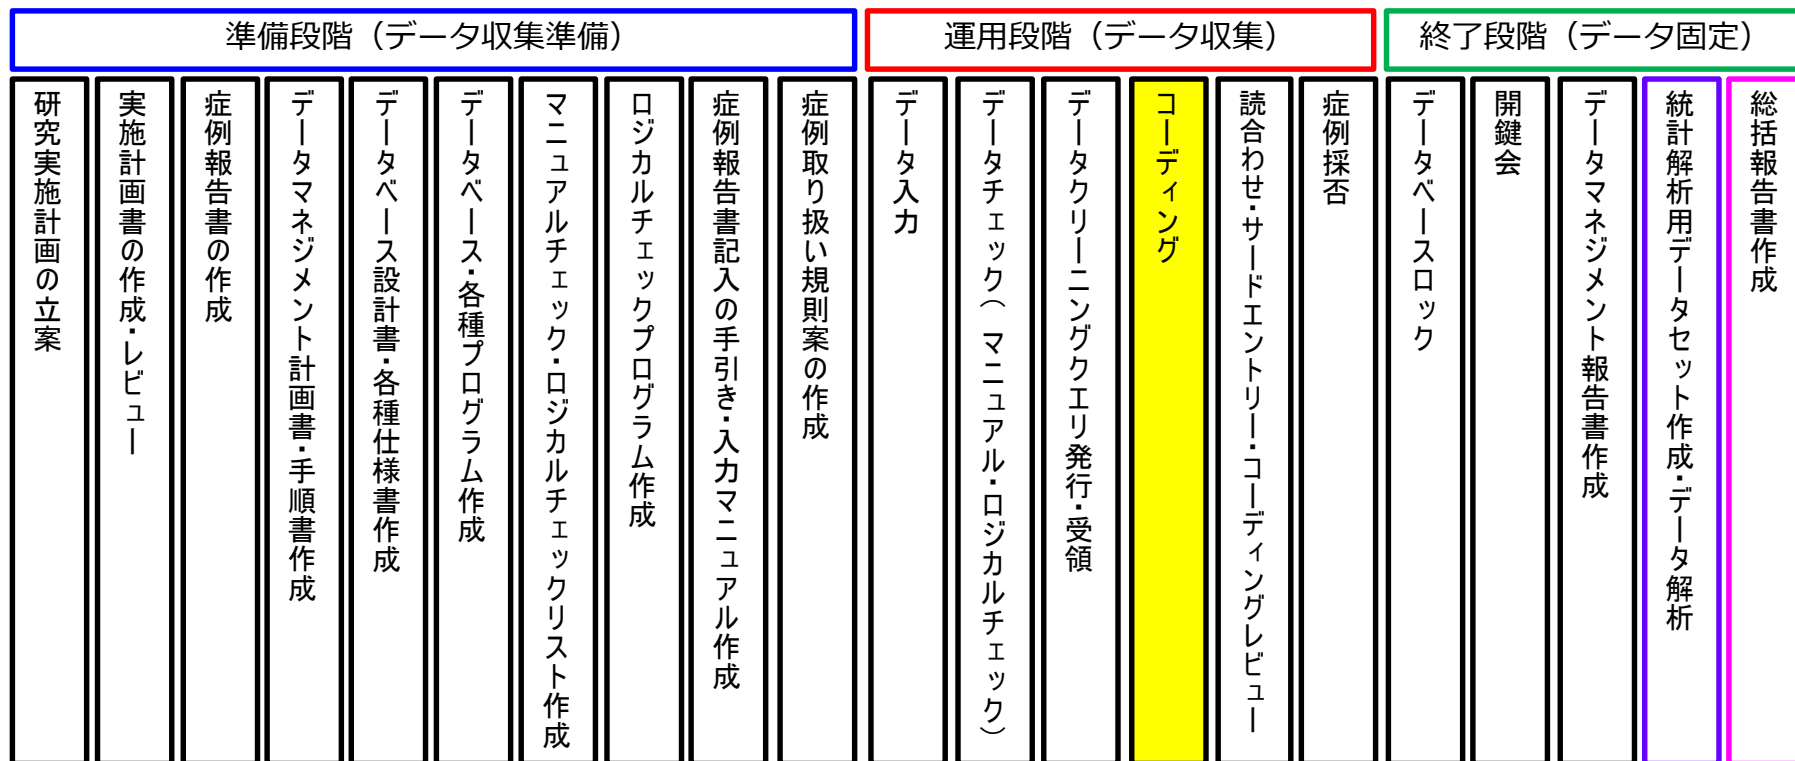 準備段階（データ収集準備）
運用段階（データ収集）
終了段階（データ固定）
研究実施計画の立案
実施計画書の作成・レビュー
症例報告書の作成
データマネジメント計画書・手順書作成
データベース設計書・各種仕様書作成
データベース・各種プログラム作成
マニュアルチェック・ロジカルチェックリスト作成
ロジカルチェックプログラム作成
症例報告書記入の手引き・入力マニュアル作成
症例取り扱い規則案の作成
データ入力
データチェック（マニュアル・ロジカルチェック）
データクリーニングクエリ発行・受領
コーディング
読合わせ・サードエントリー・コーディングレビュー
症例採否
データベースロック
開鍵会
データマネジメント報告書作成
統計解析用データセット作成・データ解析
総括報告書作成